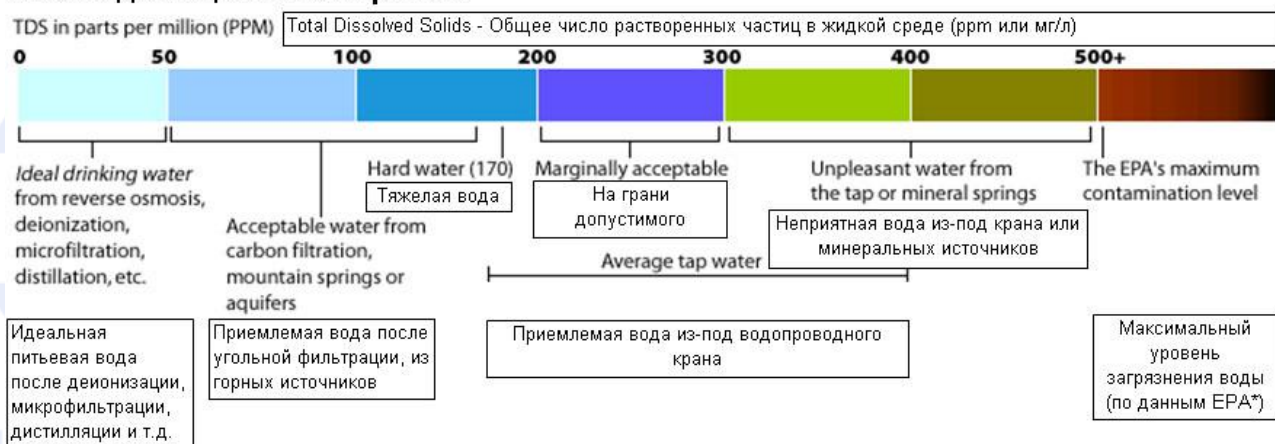 TDS in parts per million (PPM)
Total Dissolved Solids - Общее число растворенных частиц в жидкой среде (ppm или мг/л)
0 50 100 200 300 400 500+
Ideal drinking water
from reverse osmosis,
deionization,
microfiltration,
distillation, etc.
Acceptable water from
carbon filtration,
mountain springs or
aquifers
Hard water (170)
Тяжелая вода
Marginally acceptable
На грани
допустимого
Unpleasant water from
the tap or mineral springs
Неприятная вода из-под крана или
минеральных источников
The EPA's maximum
contamination level
Average tap water
Идеальная
питьевая вода
после деионизации,
микрофильтрации,
дистилляции и т.д.
Приемлемая вода после
угольной фильтрации, из
горных источников
Приемлемая вода из-под водопроводного
крана
Максимальный
уровень
загрязнения воды
(по данным EPA*)